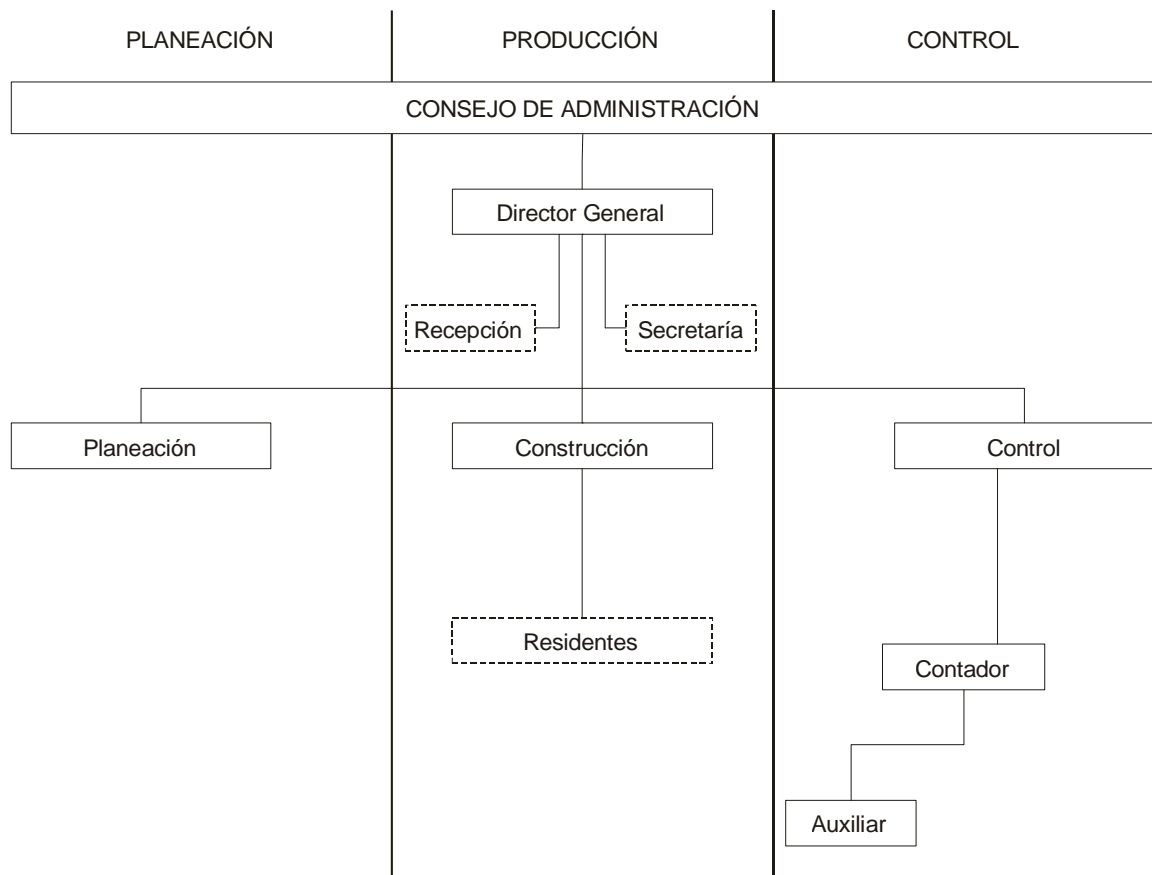 PLANEACIÓN
PRODUCCIÓN
CONTROL
CONSEJO DE ADMINISTRACIÓN
Director General
Recepción
Secretaría
Planeación
Construcción
Control
Residentes
Contador
Auxiliar